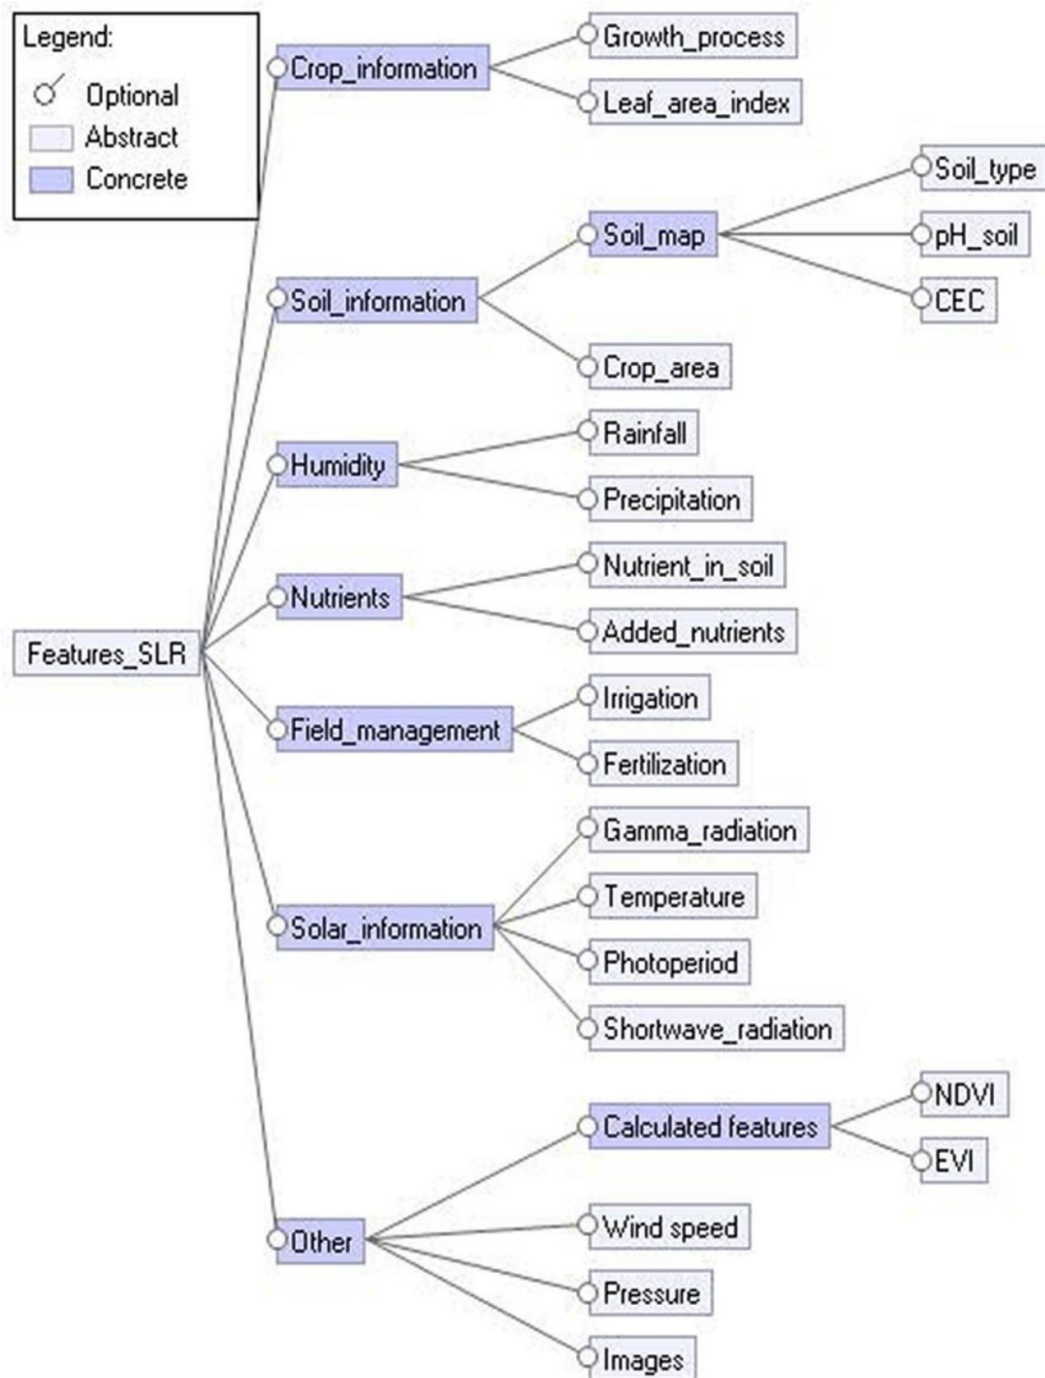 Legend:
Optional
Abstract
Concrete
Features_SLR
Crop_information
Growth_process
Leaf_area_index
Soil_information
Soil_map
Soil_type
pH_soil
CEC
Crop_area
Humidity
Rainfall
Precipitation
Nutrients
Nutrient_in_soil
Added_nutrients
Field_management
Irrigation
Fertilization
Solar_information
Gamma_radiation
Temperature
Photoperiod
Shortwave_radiation
Other
Calculated features
NDVI
EVI
Wind speed
Pressure
Images